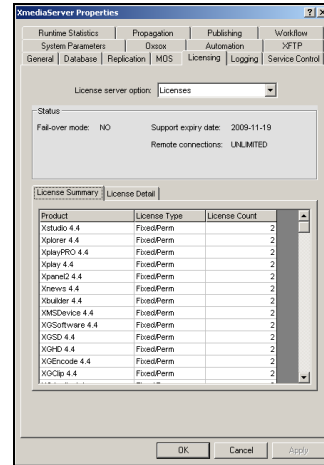 XmediaServer Properties
Runtime Statistics Propagation Publishing Workflow
System Parameters Oxsox Automation XFTP
General Database Replication MOS Licensing Logging Service Control
License server option: Licenses
Status
Fail-over mode: NO Support expiry date: 2009-11-19
Remote connections: UNLIMITED
License Summary License Detail
Product License Type License Count
Xstudio 4.4 Fixed/Perm 2
Xplorer 4.4 Fixed/Perm 2
XplayPRO 4.4 Fixed/Perm 2
Xplay 4.4 Fixed/Perm 2
Xpanel2 4.4 Fixed/Perm 2
Xnews 4.4 Fixed/Perm 2
Xbuilder 4.4 Fixed/Perm 2
XMSDevice 4.4 Fixed/Perm 2
XGSoftware 4.4 Fixed/Perm 2
XGSD 4.4 Fixed/Perm 2
XGHD 4.4 Fixed/Perm 2
XGEncode 4.4 Fixed/Perm 2
XGClip 4.4 Fixed/Perm 2
OK Cancel Apply